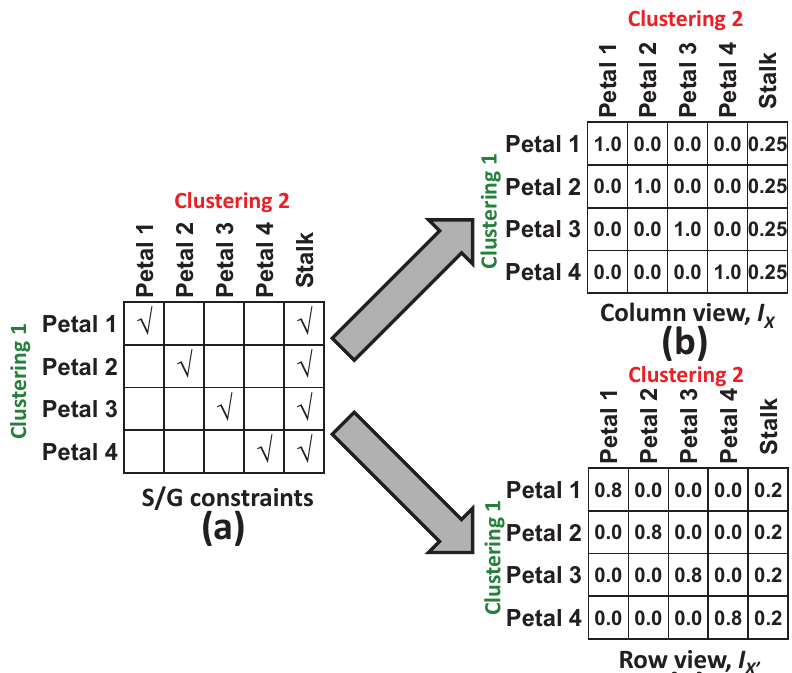 Clustering 2
Petal 1 Petal 2 Petal 3 Petal 4 Stalk
Clustering 1
Petal 1 √ √
Petal 2 √ √
Petal 3 √ √
Petal 4 √ √
S/G constraints
(a)
Clustering 2
Petal 1 Petal 2 Petal 3 Petal 4 Stalk
Clustering 1
Petal 1 1.0 0.0 0.0 0.0 0.25
Petal 2 0.0 1.0 0.0 0.0 0.25
Petal 3 0.0 0.0 1.0 0.0 0.25
Petal 4 0.0 0.0 0.0 1.0 0.25
Column view, IX
(b)
Clustering 2
Petal 1 Petal 2 Petal 3 Petal 4 Stalk
Clustering 1
Petal 1 0.8 0.0 0.0 0.0 0.2
Petal 2 0.0 0.8 0.0 0.0 0.2
Petal 3 0.0 0.0 0.8 0.0 0.2
Petal 4 0.0 0.0 0.0 0.8 0.2
Row view, IX′